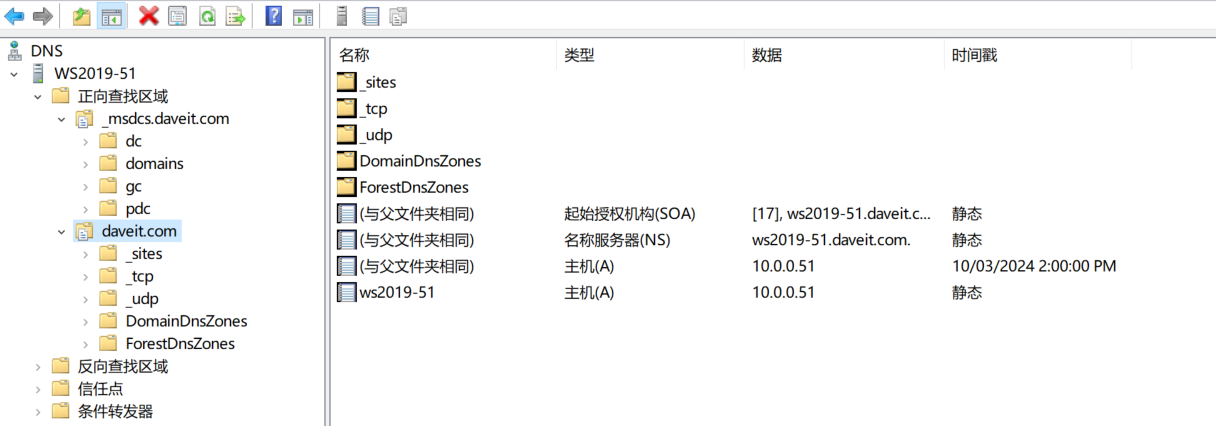 DNS
WS2019-51
正向查找区域
_msdcs.daveit.com
dc
domains
gc
pdc
daveit.com
_sites
_tcp
_udp
DomainDnsZones
ForestDnsZones
反向查找区域
信任点
条件转发器
名称 类型 数据 时间戳
_sites
_tcp
_udp
DomainDnsZones
ForestDnsZones
(与父文件夹相同) 起始授权机构(SOA) [17], ws2019-51.daveit.c... 静态
(与父文件夹相同) 名称服务器(NS) ws2019-51.daveit.com. 静态
(与父文件夹相同) 主机(A) 10.0.0.51 10/03/2024 2:00:00 PM
ws2019-51 主机(A) 10.0.0.51 静态